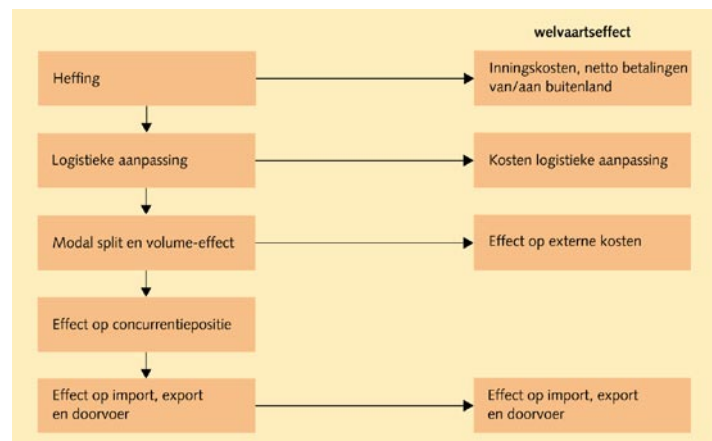 welvaartseffect
Heffing
Inningskosten, netto betalingen
van/aan buitenland
Logistieke aanpassing
Kosten logistieke aanpassing
Modal split en volume-effect
Effect op externe kosten
Effect op concurrentiepositie
Effect op import, export
en doorvoer
Effect op import, export
en doorvoer